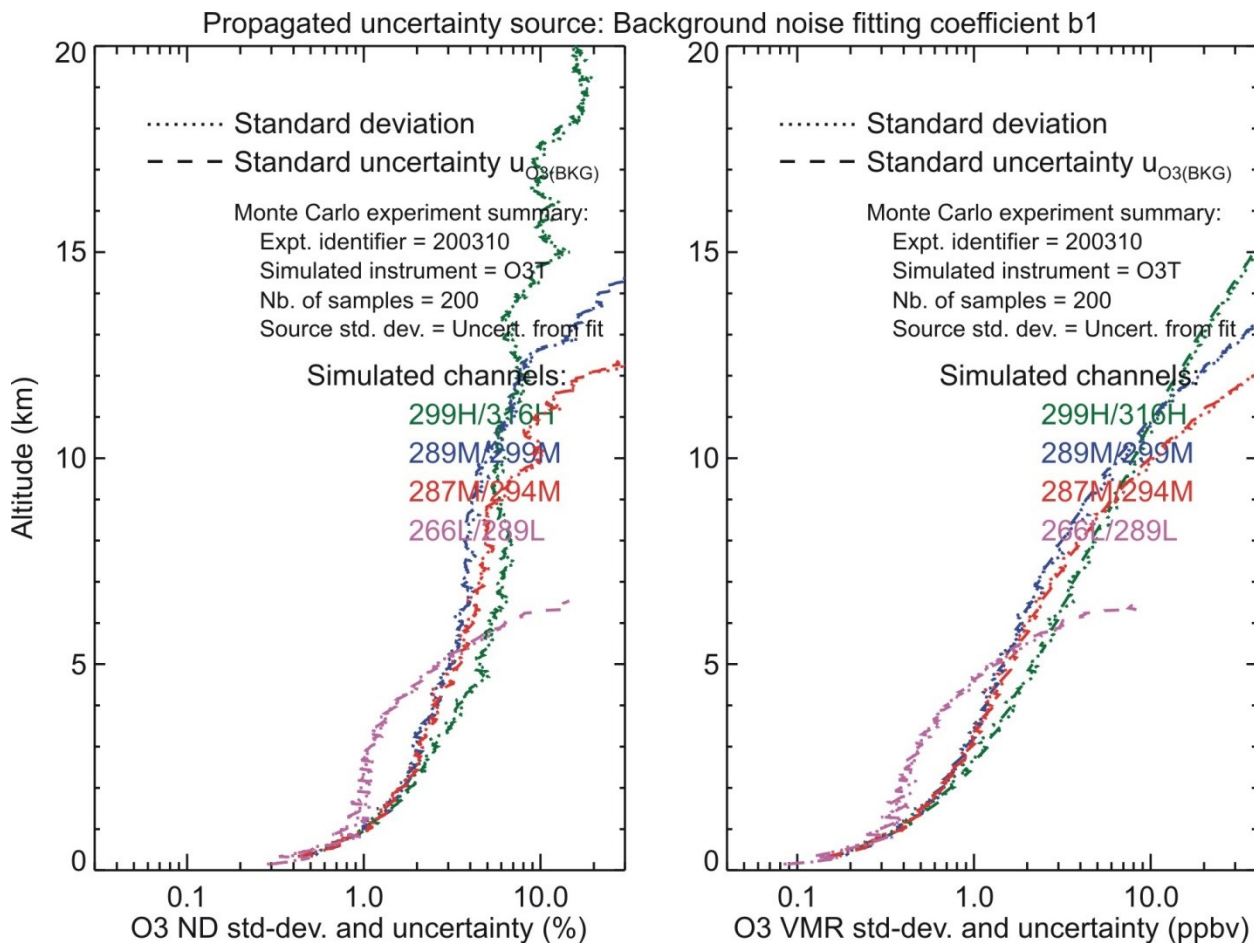 Propagated uncertainty source: Background noise fitting coefficient b1
Altitude (km)
20
15
10
5
0
Standard deviation
Standard uncertainty uO3(BKG)
Monte Carlo experiment summary:
Expt. identifier = 200310
Simulated instrument = O3T
Nb. of samples = 200
Source std. dev. = Uncert. from fit
Simulated channels:
299H/316H
289M/299M
287M/294M
266L/289L
0.1 1.0 10.0
O3 ND std-dev. and uncertainty (%)
20
15
10
5
0
Standard deviation
Standard uncertainty uO3(BKG)
Monte Carlo experiment summary:
Expt. identifier = 200310
Simulated instrument = O3T
Nb. of samples = 200
Source std. dev. = Uncert. from fit
Simulated channels:
299H/316H
289M/299M
287M/294M
266L/289L
0.1 1.0 10.0
O3 VMR std-dev. and uncertainty (ppbv)